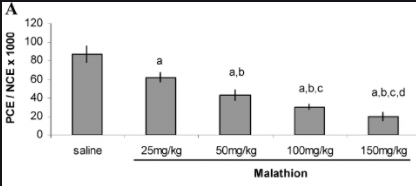 A
PCE / NCE x 1000
120
100
80
60
40
20
0
a
a,b
a,b,c
a,b,c,d
saline
25mg/kg
50mg/kg
100mg/kg
150mg/kg
Malathion